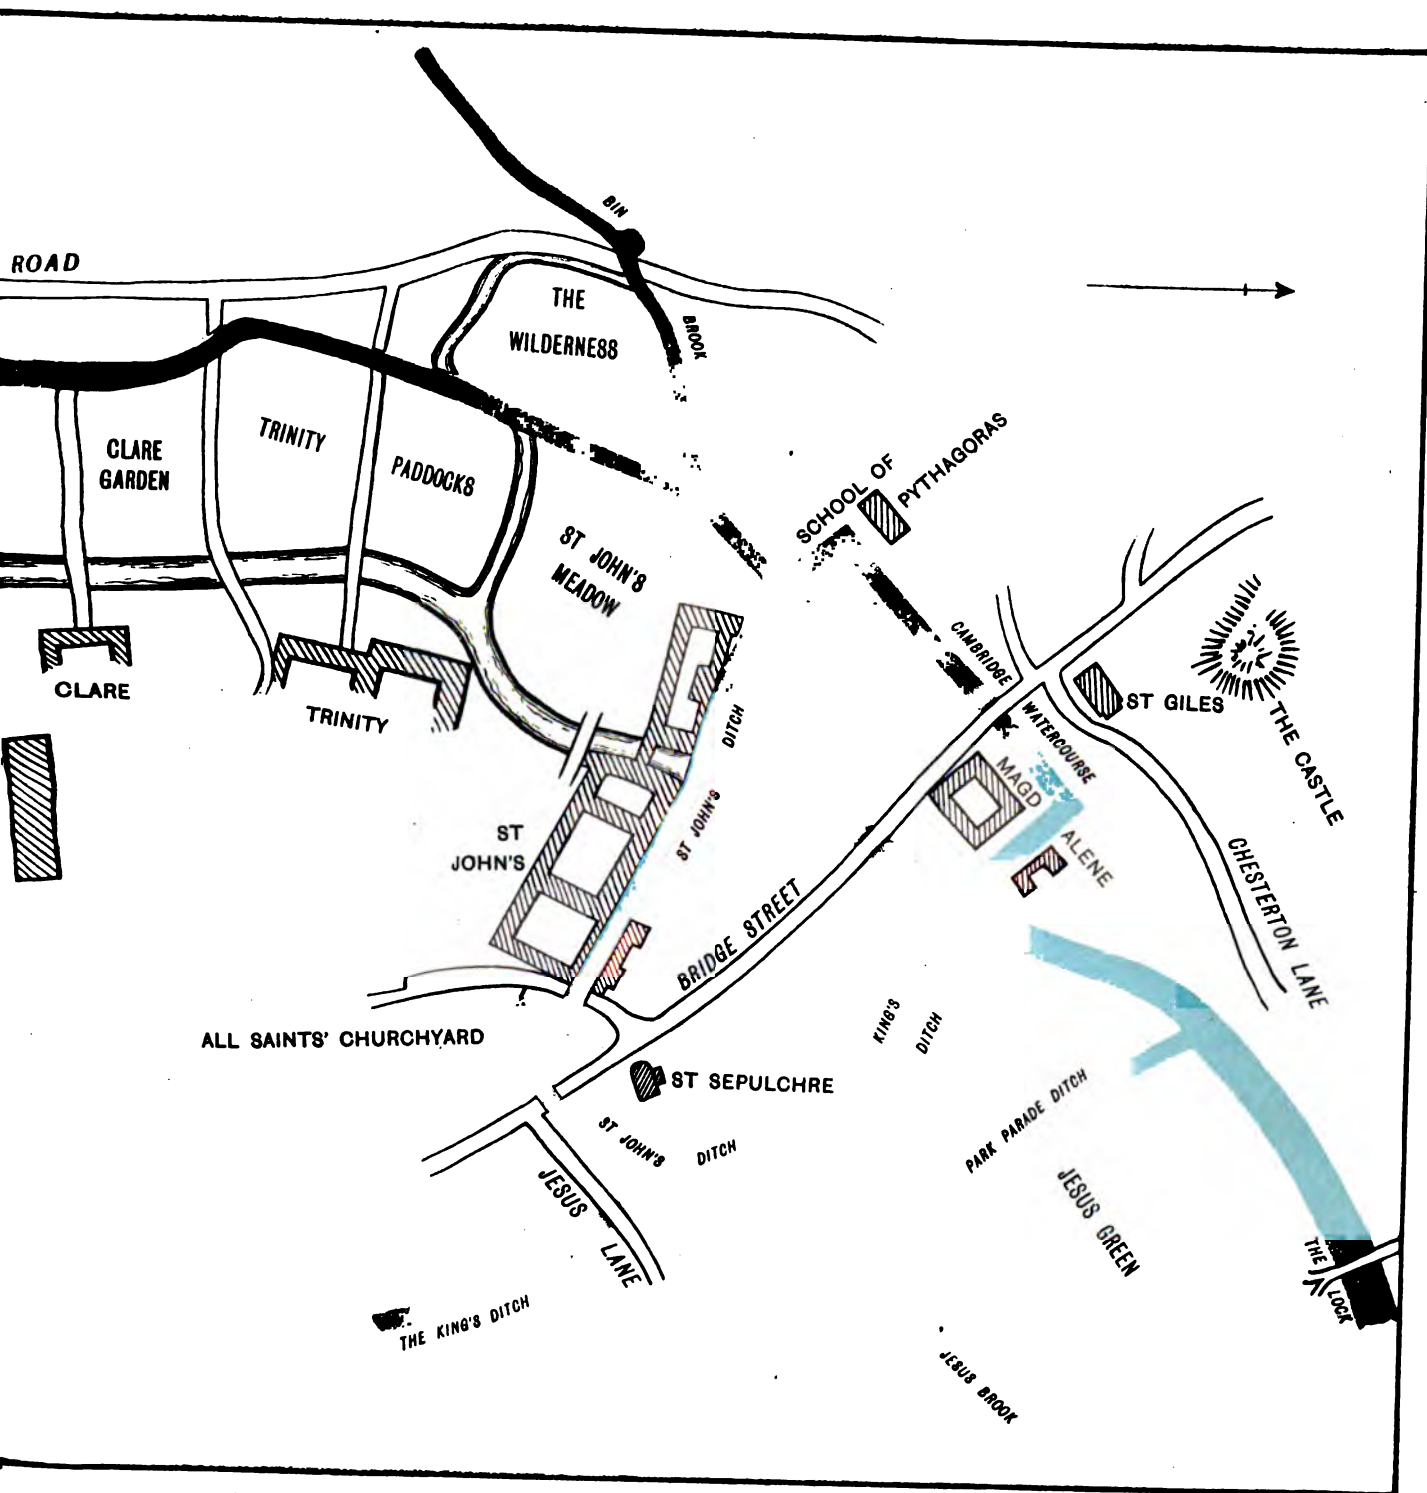 BIN
ROAD
THE
WILDERNESS
BROOK
CLARE
GARDEN
TRINITY
PADDOCKS
SCHOOL OF
PYTHAGORAS
ST JOHN'S
MEADOW
CAMBRIDGE
WATERCOURSE
CLARE
TRINITY
ST GILES
THE CASTLE
DITCH
ST JOHN'S
MAGD
ALENE
ST
JOHN'S
BRIDGE STREET
CHESTERTON LANE
ALL SAINTS' CHURCHYARD
KING'S
DITCH
ST SEPULCHRE
ST JOHN'S
DITCH
PARK PARADE DITCH
JESUS
LANE
JESUS GREEN
THE
LOCK
THE KING'S DITCH
JESUS BROOK